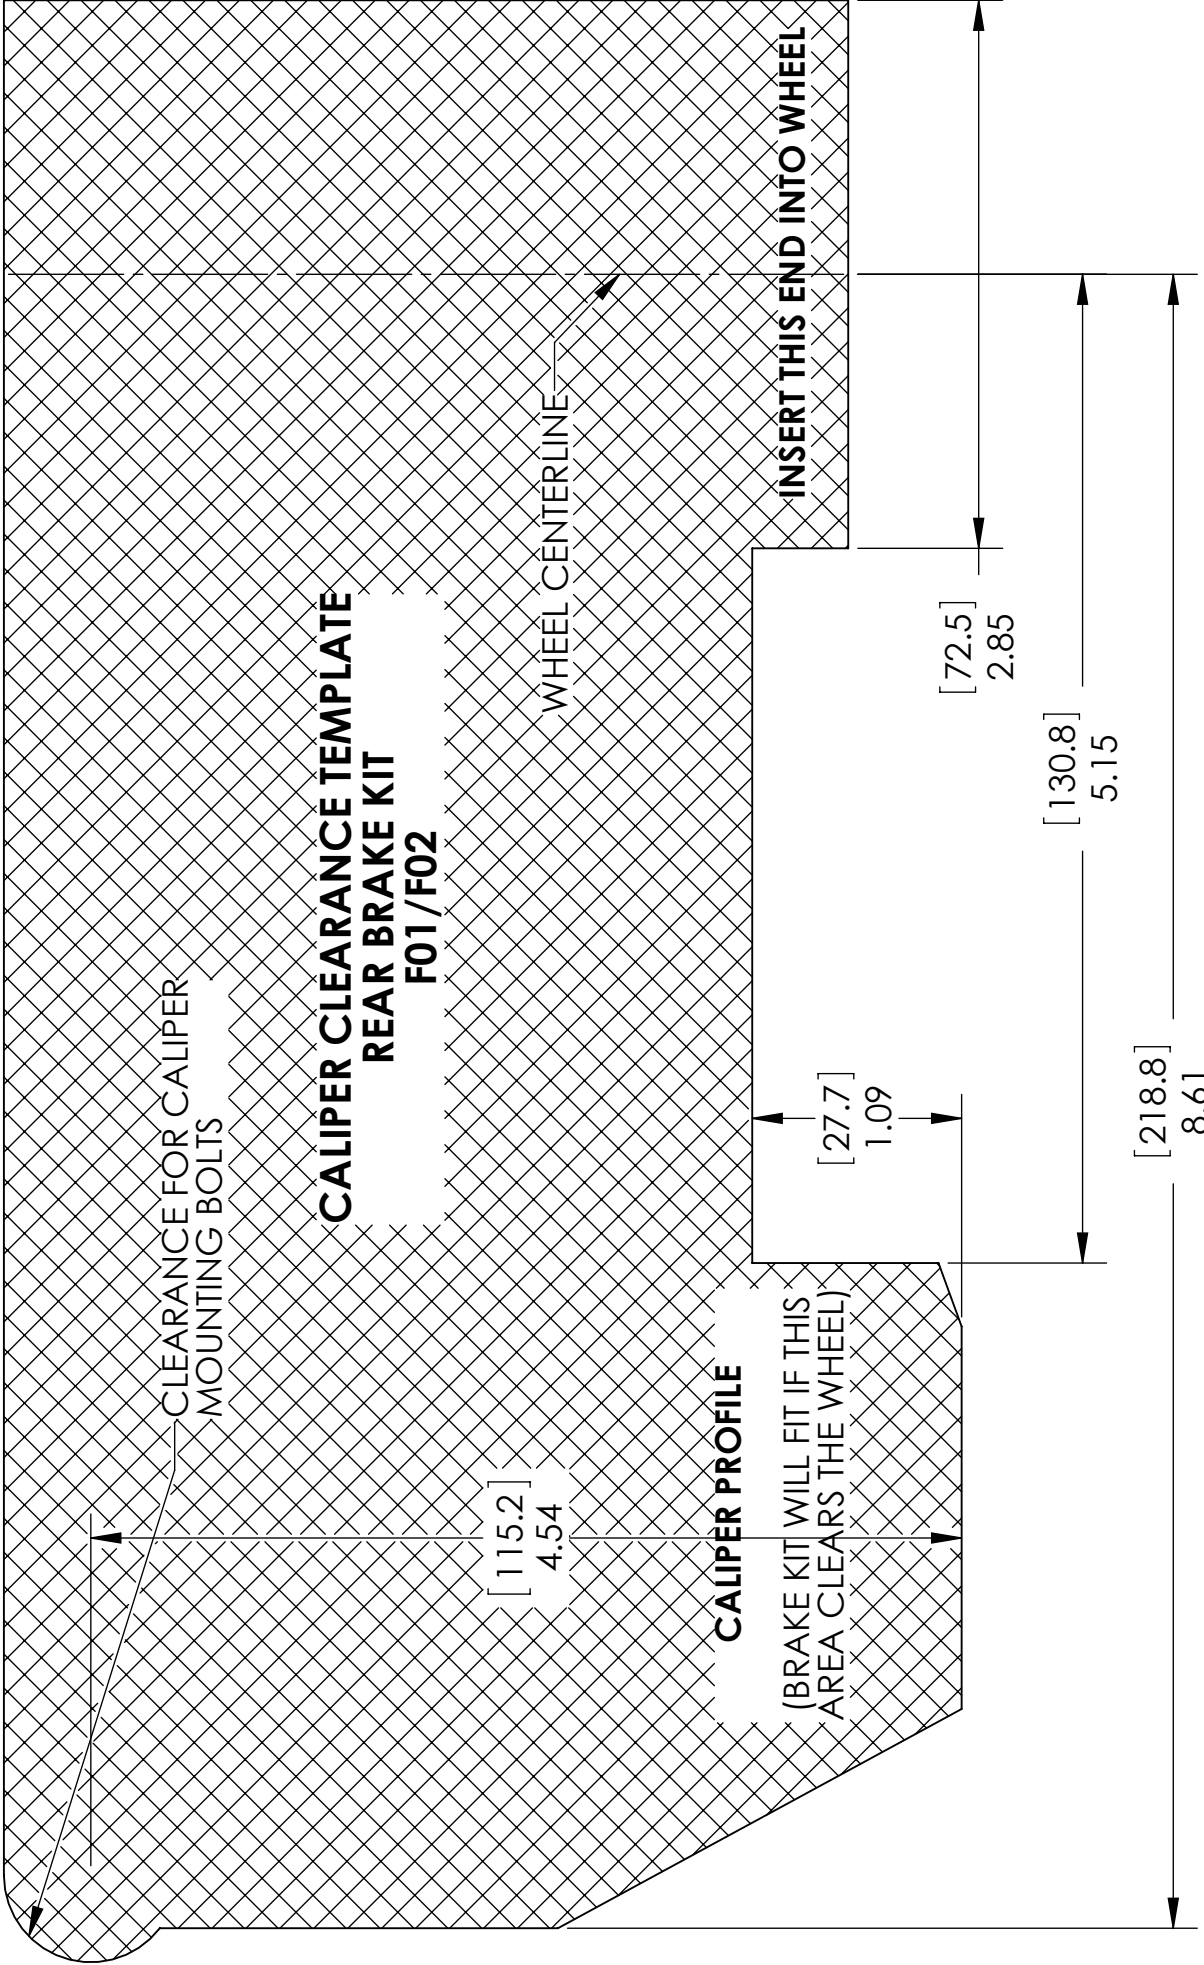 CLEARANCE FOR CALIPER
MOUNTING BOLTS
CALIPER CLEARANCE TEMPLATE
REAR BRAKE KIT
F01/F02
WHEEL CENTERLINE
INSERT THIS END INTO WHEEL
[115.2]
4.54
CALIPER PROFILE
(BRAKE KIT WILL FIT IF THIS
AREA CLEARS THE WHEEL)
[27.7]
1.09
[72.5]
2.85
[130.8]
5.15
[218.8]
8.61